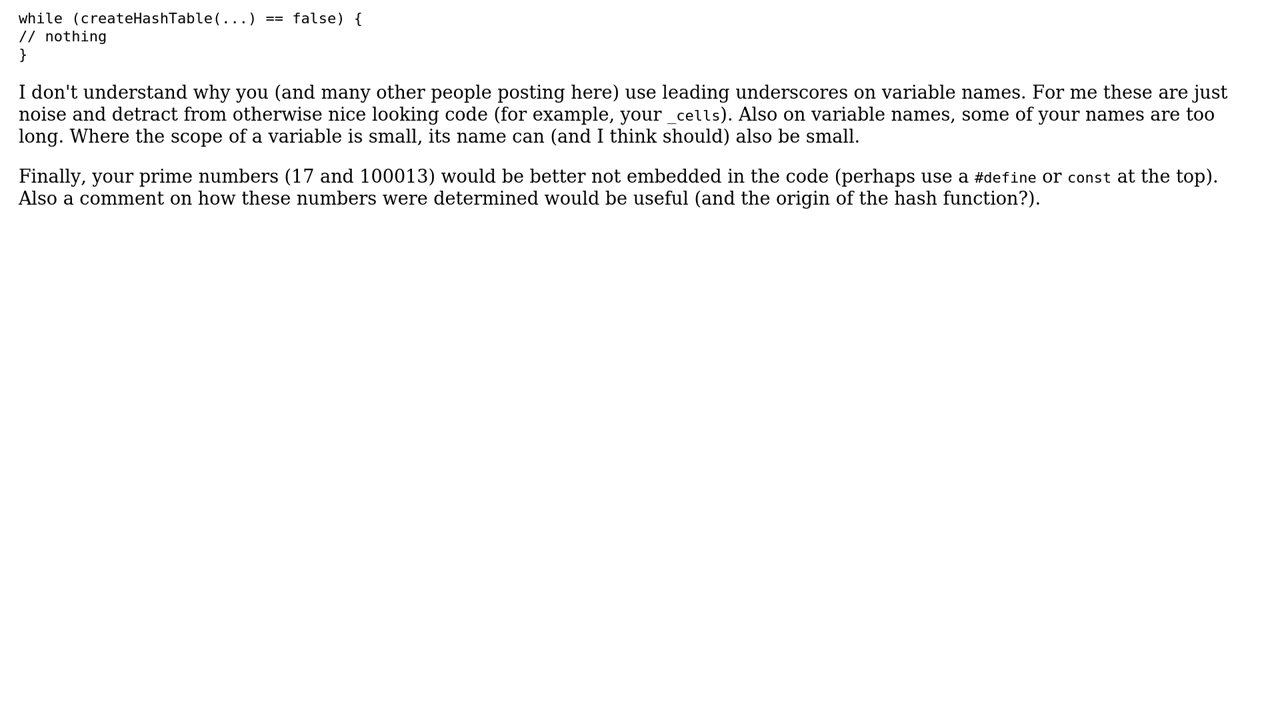 while (createHashTable(...) == false) {
// nothing
}
I don't understand why you (and many other people posting here) use leading underscores on variable names. For me these are just
noise and detract from otherwise nice looking code (for example, your _cells). Also on variable names, some of your names are too
long. Where the scope of a variable is small, its name can (and I think should) also be small.
Finally, your prime numbers (17 and 100013) would be better not embedded in the code (perhaps use a #define or const at the top).
Also a comment on how these numbers were determined would be useful (and the origin of the hash function?).